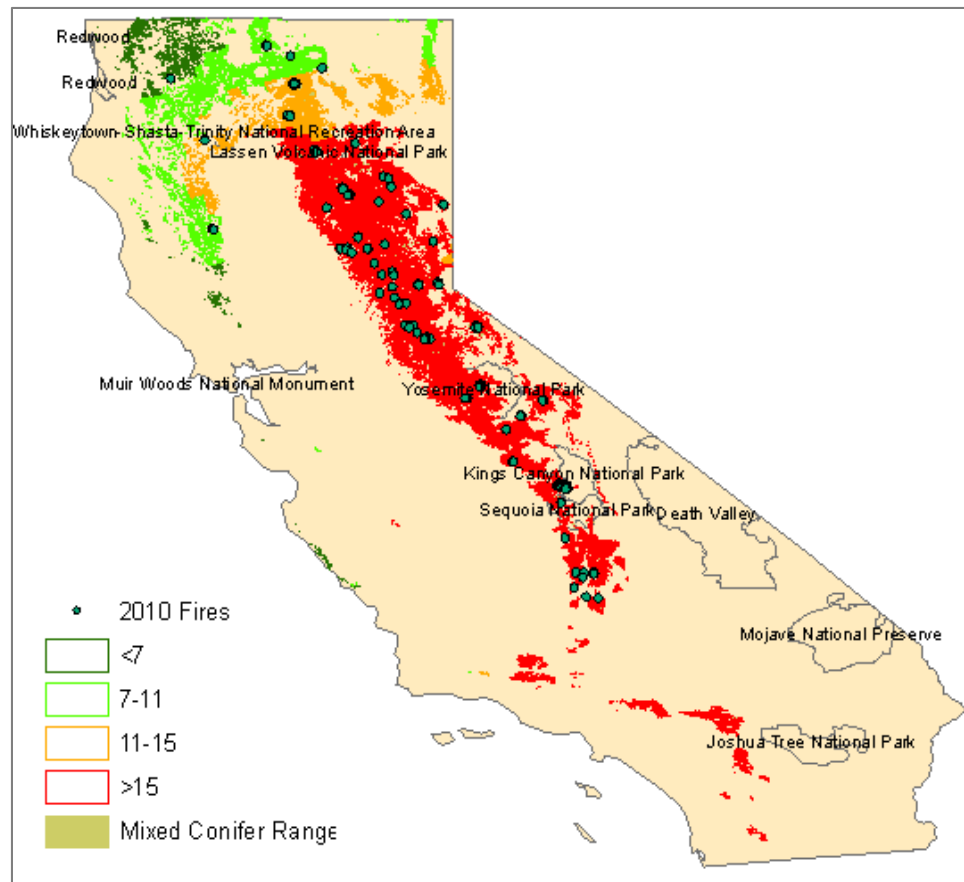 Redwood
Redwood
Whiskeytown-Shasta-Trinity National Recreation Area
Lassen Volcanic National Park
Muir Woods National Monument
Yosemite National Park
Kings Canyon National Park
Sequoia National Park
Death Valley
Mojave National Preserve
Joshua Tree National Park
2010 Fires
<7
7-11
11-15
>15
Mixed Conifer Range